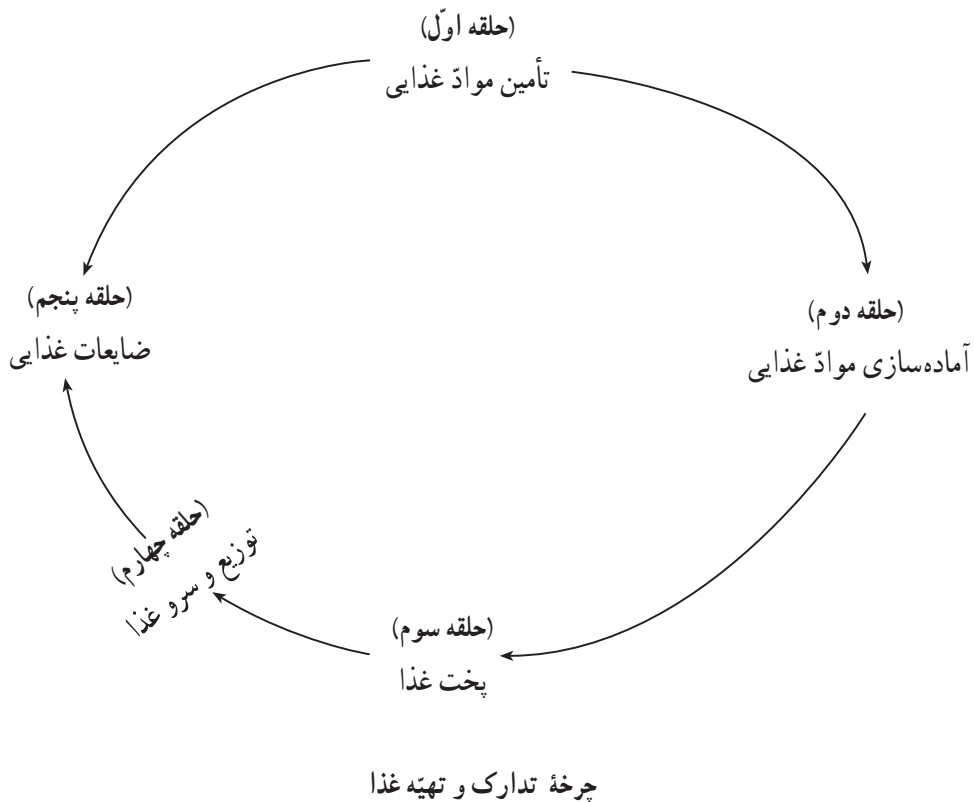 (حلقه اوّل)
تأمین موادّ غذایی
(حلقه دوم)
آماده‌سازی موادّ غذایی
(حلقه سوم)
پخت غذا
(حلقه چهارم)
توزیع و سرو غذا
(حلقه پنجم)
ضایعات غذایی
چرخهٔ تدارک و تهیّه غذا